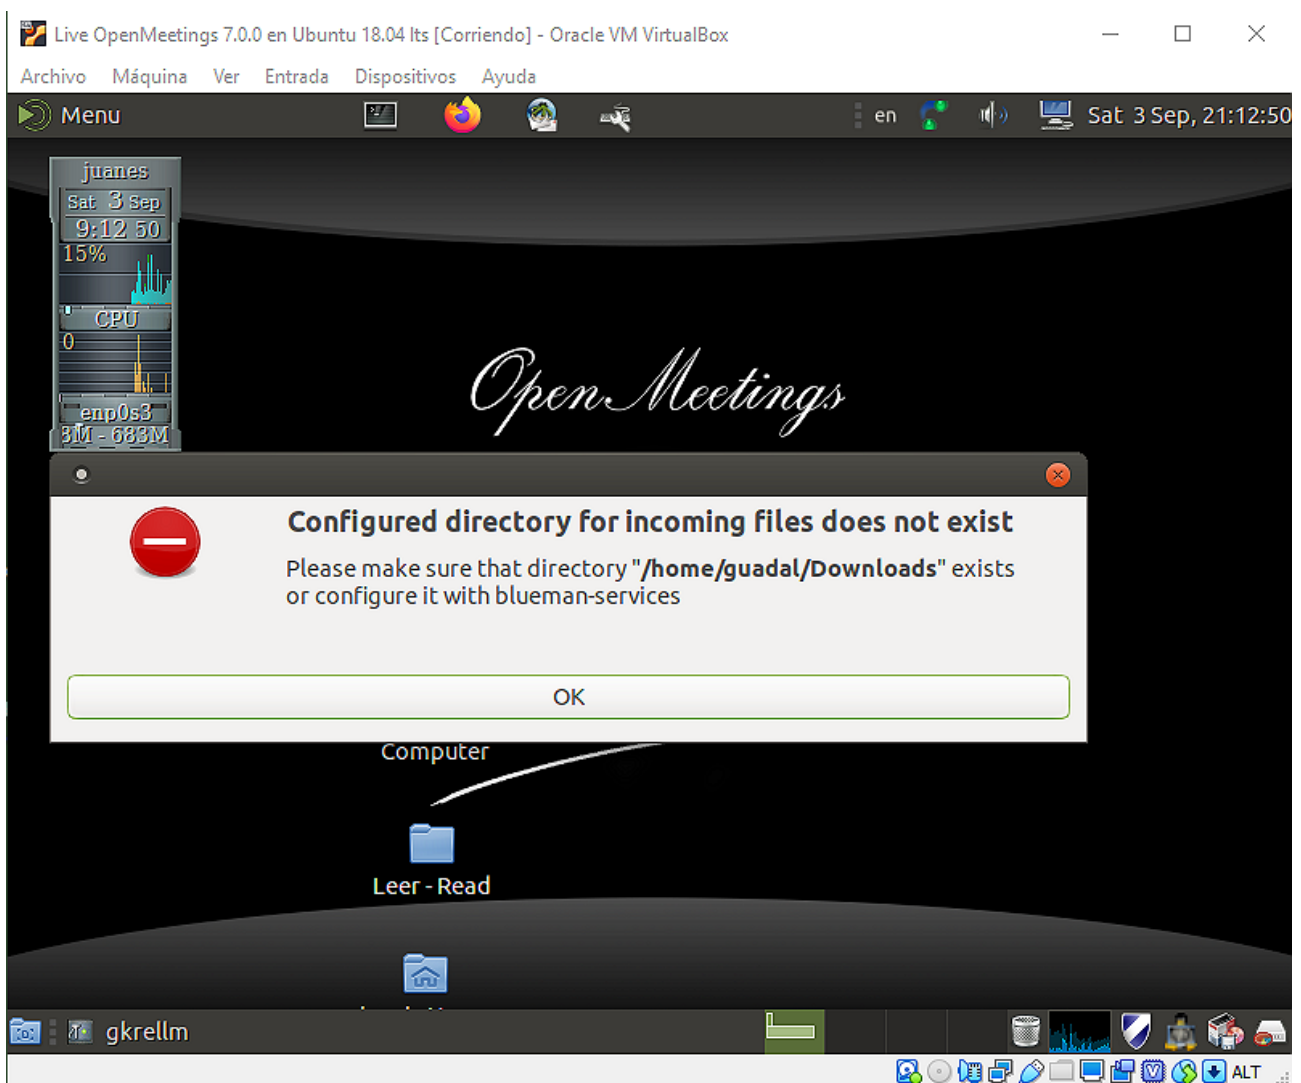 Live OpenMeetings 7.0.0 en Ubuntu 18.04 lts [Corriendo] - Oracle VM VirtualBox
Archivo Máquina Ver Entrada Dispositivos Ayuda
Menu en Sat 3 Sep, 21:12:50
juanes
Sat 3 Sep
9:12 50
15%
CPU
0
enp0s3
3M - 683M
OpenMeetings
Configured directory for incoming files does not exist
Please make sure that directory "/home/guadal/Downloads" exists
or configure it with blueman-services
OK
Computer
Leer - Read
gkrellm
ALT